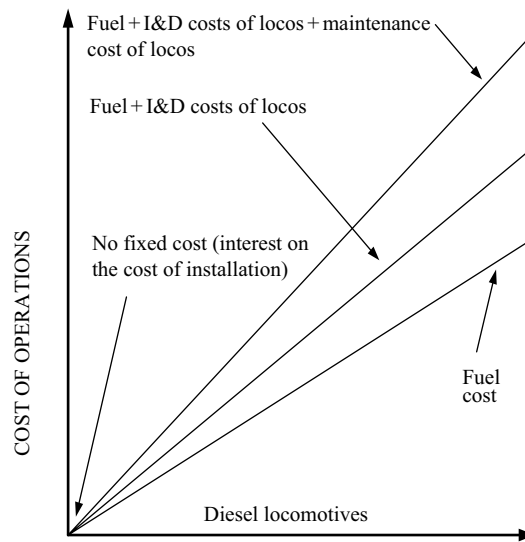 Fuel + I&D costs of locos + maintenance
cost of locos
Fuel + I&D costs of locos
No fixed cost (interest on
the cost of installation)
COST OF OPERATIONS
Fuel
cost
Diesel locomotives